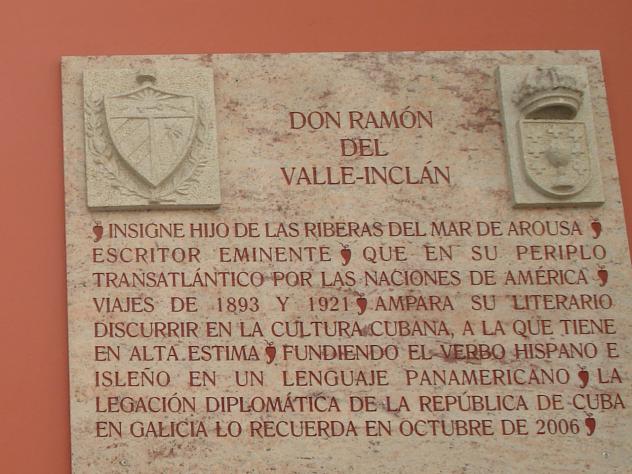 DON RAMÓN
DEL
VALLE-INCLÁN
INSIGNE HIJO DE LAS RIBERAS DEL MAR DE AROUSA
ESCRITOR EMINENTE QUE EN SU PERIPLO
TRANSATLÁNTICO POR LAS NACIONES DE AMÉRICA
VIAJES DE 1893 Y 1921 AMPARA SU LITERARIO
DISCURRIR EN LA CULTURA CUBANA, A LA QUE TIENE
EN ALTA ESTIMA FUNDIENDO EL VERBO HISPANO E
ISLEÑO EN UN LENGUAJE PANAMERICANO LA
LEGACIÓN DIPLOMÁTICA DE LA REPÚBLICA DE CUBA
EN GALICIA LO RECUERDA EN OCTUBRE DE 2006